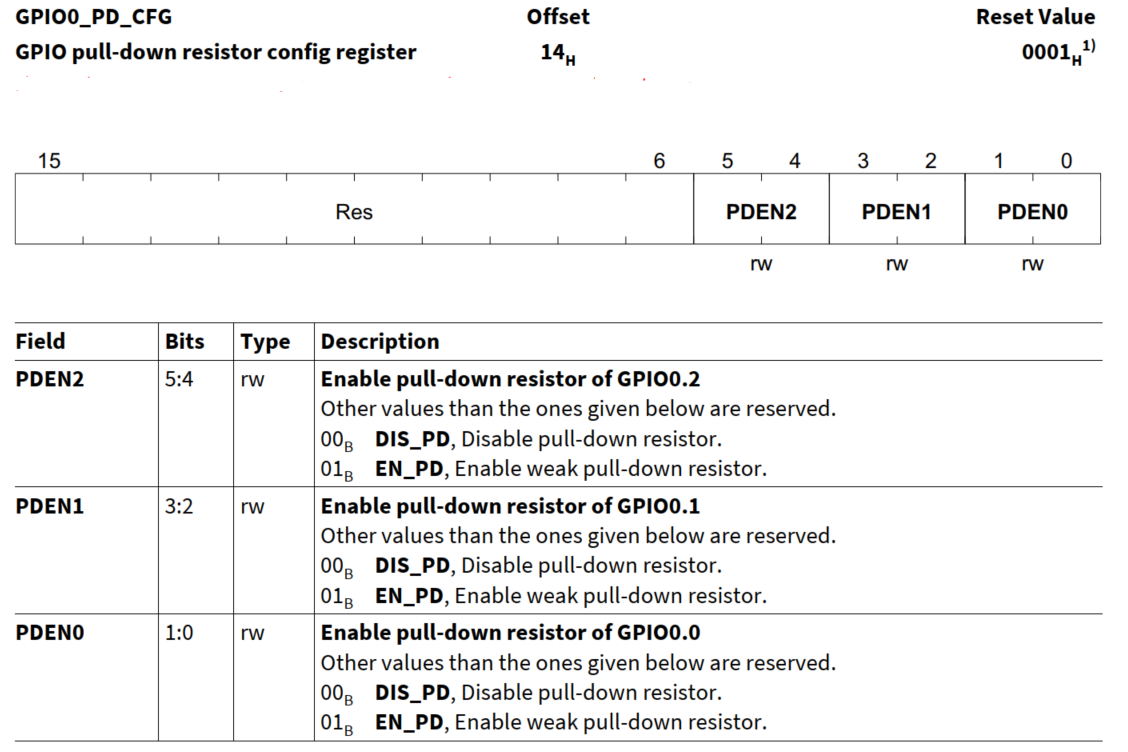 GPIO0_PD_CFG Offset Reset Value
GPIO pull-down resistor config register 14H 0001H1)
15 6 5 4 3 2 1 0
Res PDEN2 PDEN1 PDEN0
rw rw rw
Field Bits Type Description
PDEN2 5:4 rw Enable pull-down resistor of GPIO0.2
Other values than the ones given below are reserved.
00B DIS_PD, Disable pull-down resistor.
01B EN_PD, Enable weak pull-down resistor.
PDEN1 3:2 rw Enable pull-down resistor of GPIO0.1
Other values than the ones given below are reserved.
00B DIS_PD, Disable pull-down resistor.
01B EN_PD, Enable weak pull-down resistor.
PDEN0 1:0 rw Enable pull-down resistor of GPIO0.0
Other values than the ones given below are reserved.
00B DIS_PD, Disable pull-down resistor.
01B EN_PD, Enable weak pull-down resistor.